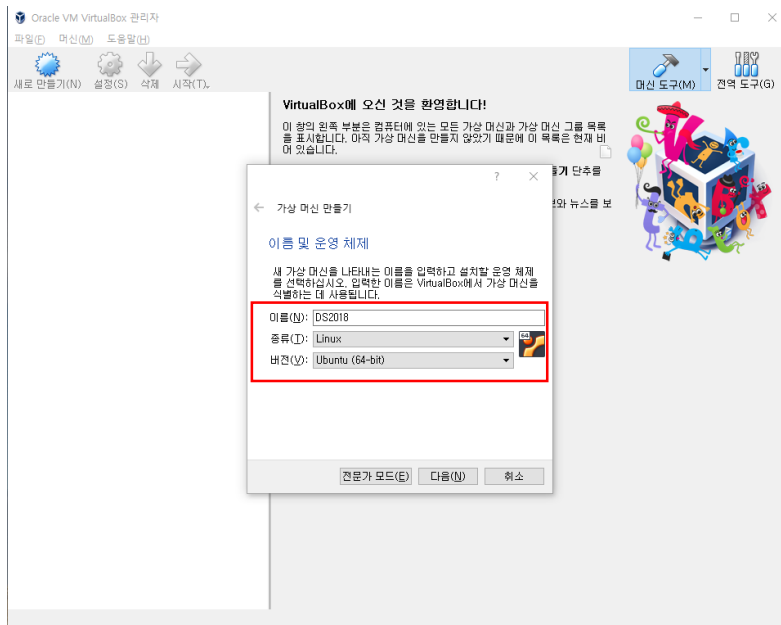 Oracle VM VirtualBox 관리자
파일(F) 머신(M) 도움말(H)
새로 만들기(N) 설정(S) 삭제 시작(T) 머신 도구(M) 전역 도구(G)
VirtualBox에 오신 것을 환영합니다!
이 창의 왼쪽 부분은 컴퓨터에 있는 모든 가상 머신과 가상 머신 그룹 목록
을 표시합니다. 아직 가상 머신을 만들지 않았기 때문에 이 목록은 현재 비
어 있습니다.
단추를
뉴스를 보
?
가상 머신 만들기
이름 및 운영 체제
새 가상 머신을 나타내는 이름을 입력하고 설치할 운영 체제
를 선택하십시오. 입력한 이름은 VirtualBox에서 가상 머신을
식별하는 데 사용됩니다.
이름(N): DS2018
종류(T): Linux
64
버전(V): Ubuntu (64-bit)
전문가 모드(E) 다음(N) 취소